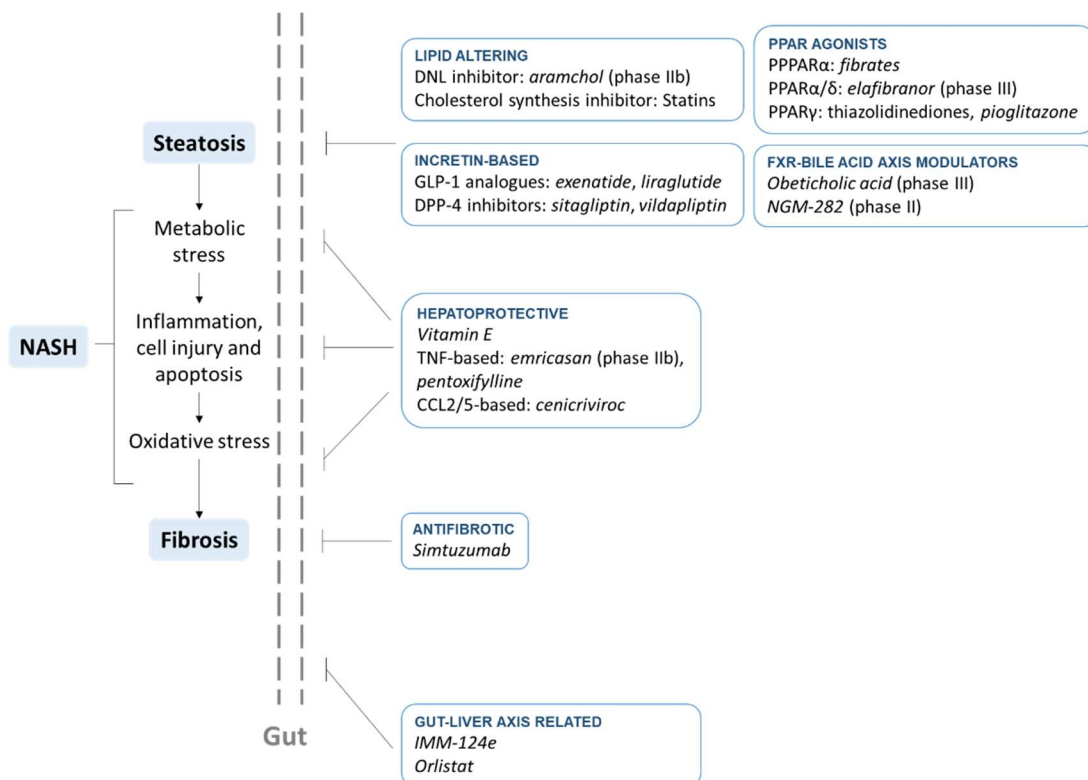 Steatosis
Metabolic
stress
Inflammation,
cell injury and
apoptosis
Oxidative stress
Fibrosis
NASH
Gut
LIPID ALTERING
DNL inhibitor: aramchol (phase IIb)
Cholesterol synthesis inhibitor: Statins
PPAR AGONISTS
PPPARα: fibrates
PPARα/δ: elafibranor (phase III)
PPARγ: thiazolidinediones, pioglitazone
INCRETIN-BASED
GLP-1 analogues: exenatide, liraglutide
DPP-4 inhibitors: sitagliptin, vildapliptin
FXR-BILE ACID AXIS MODULATORS
Obeticholic acid (phase III)
NGM-282 (phase II)
HEPATOPROTECTIVE
Vitamin E
TNF-based: emricasan (phase IIb),
pentoxifylline
CCL2/5-based: cenicriviroc
ANTIFIBROTIC
Simtuzumab
GUT-LIVER AXIS RELATED
IMM-124e
Orlistat